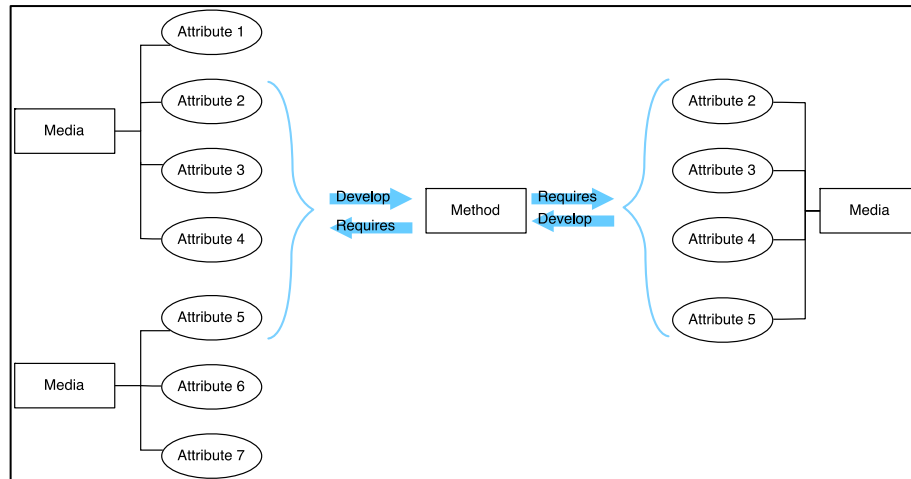 Attribute 1
Attribute 2
Media
Attribute 3
Attribute 4
Attribute 5
Media
Attribute 6
Attribute 7
Develop
Requires
Method
Requires
Develop
Attribute 2
Attribute 3
Media
Attribute 4
Attribute 5